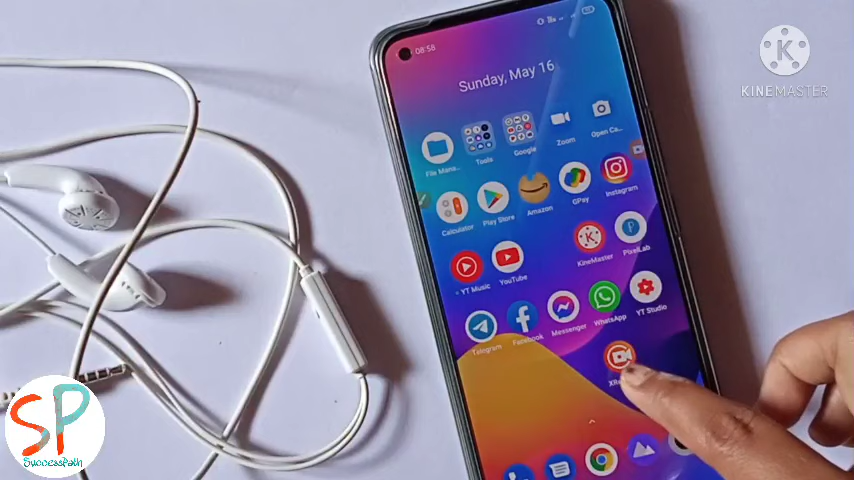 08:58
Sunday, May 16
File Mana...
Tools
Google
Zoom
Open Ca...
Calculator
Play Store
Amazon
GPay
Instagram
YT Music
YouTube
KineMaster
PixelLab
Telegram
Facebook
Messenger
WhatsApp
YT Studio
K
KINEMASTER
SP
SuccessPath